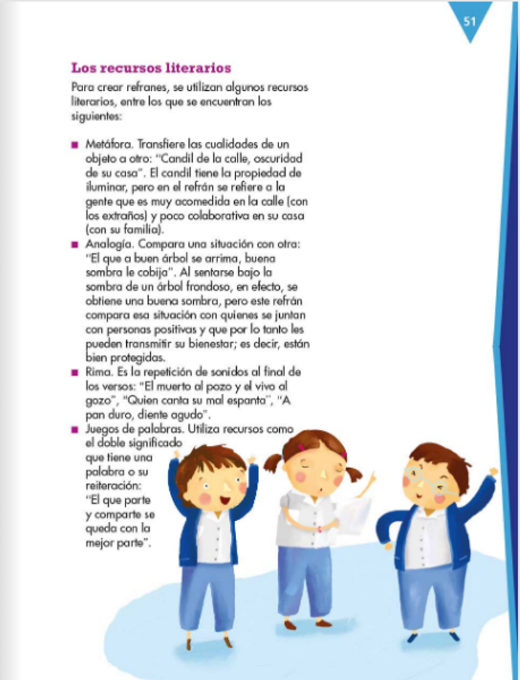 51
Los recursos literarios
Para crear refranes, se utilizan algunos recursos
literarios, entre los que se encuentran los
siguientes:
■ Metáfora. Transfiere las cualidades de un
objeto a otro: "Candil de la calle, oscuridad
de su casa". El candil tiene la propiedad de
iluminar, pero en el refrán se refiere a la
gente que es muy acomedida en la calle (con
los extraños) y poco colaborativa en su casa
(con su familia).
■ Analogía. Compara una situación con otra:
"El que a buen árbol se arrima, buena
sombra le cobija". Al sentarse bajo la
sombra de un árbol frondoso, en efecto, se
obtiene una buena sombra, pero este refrán
compara esa situación con quienes se juntan
con personas positivas y que por lo tanto les
pueden transmitir su bienestar; es decir, están
bien protegidas.
■ Rima. Es la repetición de sonidos al final de
los versos: "El muerto al pozo y el vivo al
gozo", "Quien canta su mal espanta", "A
pan duro, diente agudo".
■ Juegos de palabras. Utiliza recursos como
el doble significado
que tiene una
palabra o su
reiteración:
"El que parte
y comparte se
queda con la
mejor parte".